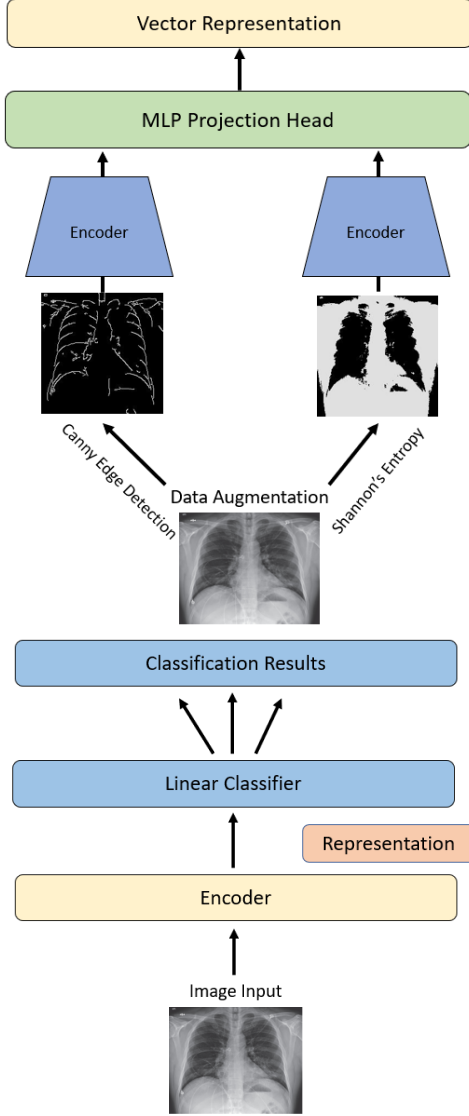 Vector Representation
MLP Projection Head
Encoder
Encoder
Canny Edge Detection
Shannon's Entropy
Data Augmentation
Classification Results
Linear Classifier
Representation
Encoder
Image Input